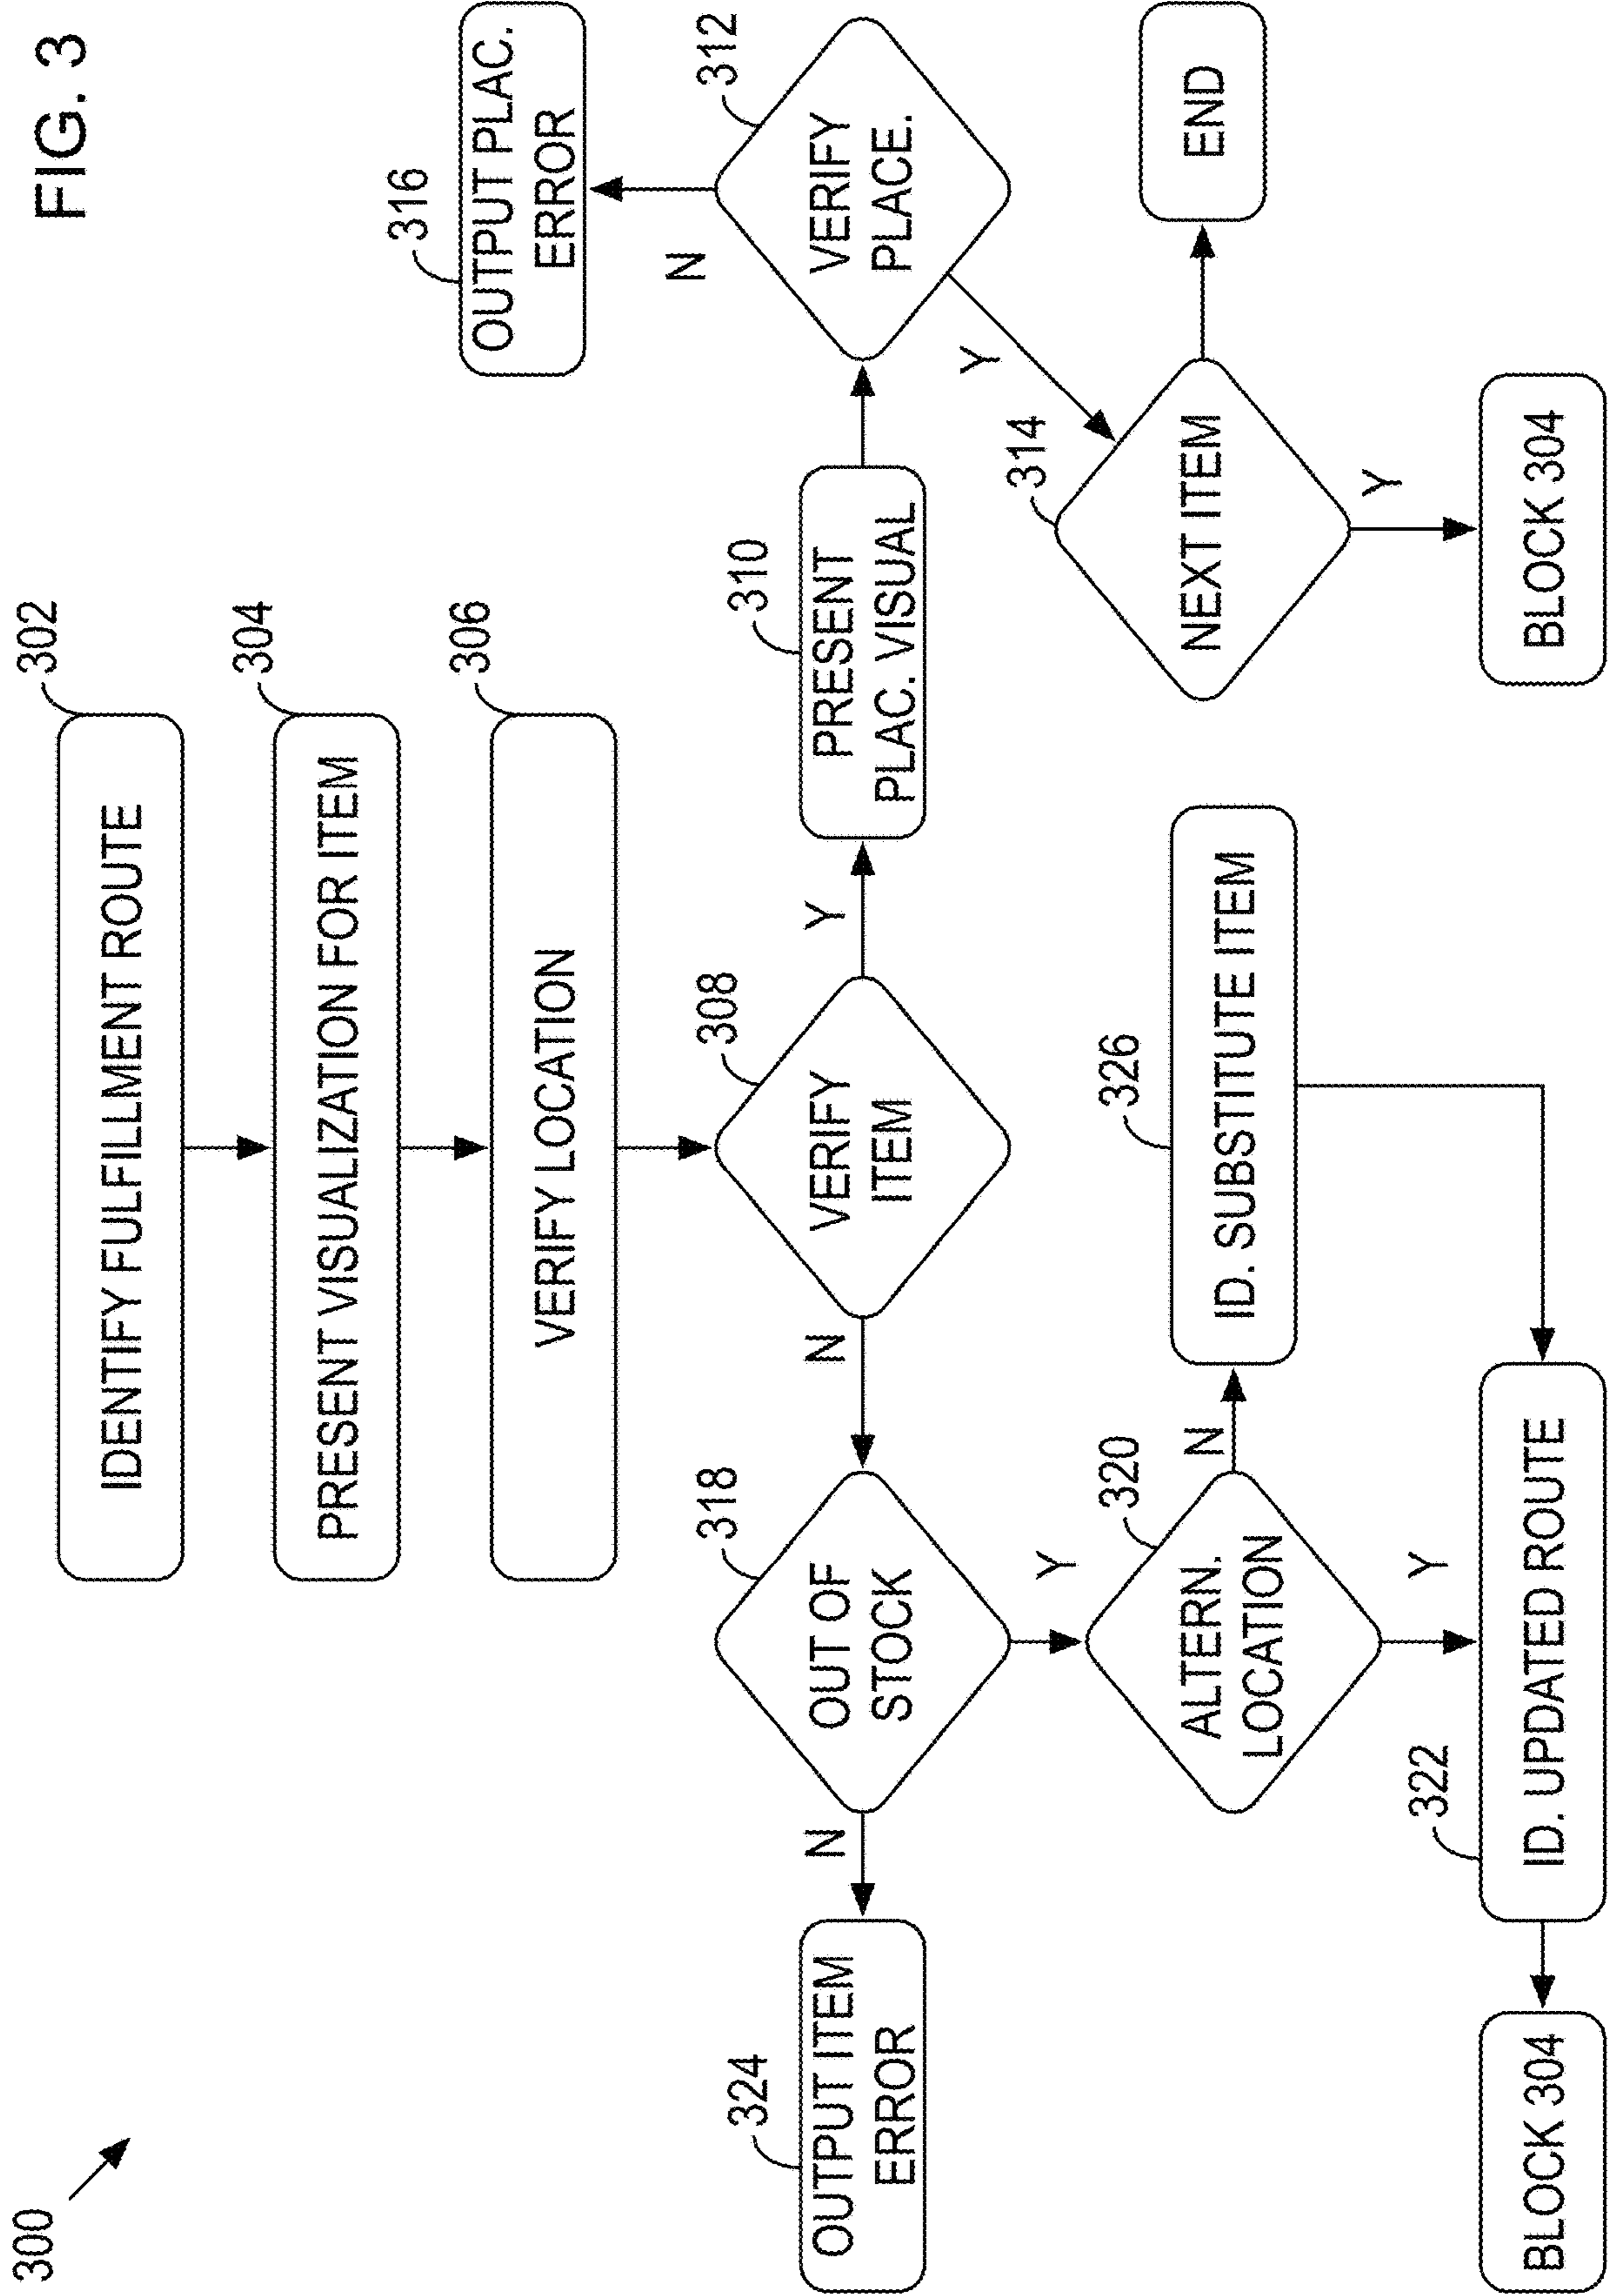 FIG. 3
300
302
IDENTIFY FULFILLMENT ROUTE
304
PRESENT VISUALIZATION FOR ITEM
306
VERIFY LOCATION
324
OUTPUT ITEM
ERROR
N
318
OUT OF
STOCK
N
308
VERIFY
ITEM
Y
310
PRESENT
PLAC. VISUAL
312
VERIFY
PLACE.
N
316
OUTPUT PLAC.
ERROR
Y
320
ALTERN.
LOCATION
N
326
ID. SUBSTITUTE ITEM
Y
314
NEXT ITEM
END
Y
322
ID. UPDATED ROUTE
BLOCK 304
Y
BLOCK 304